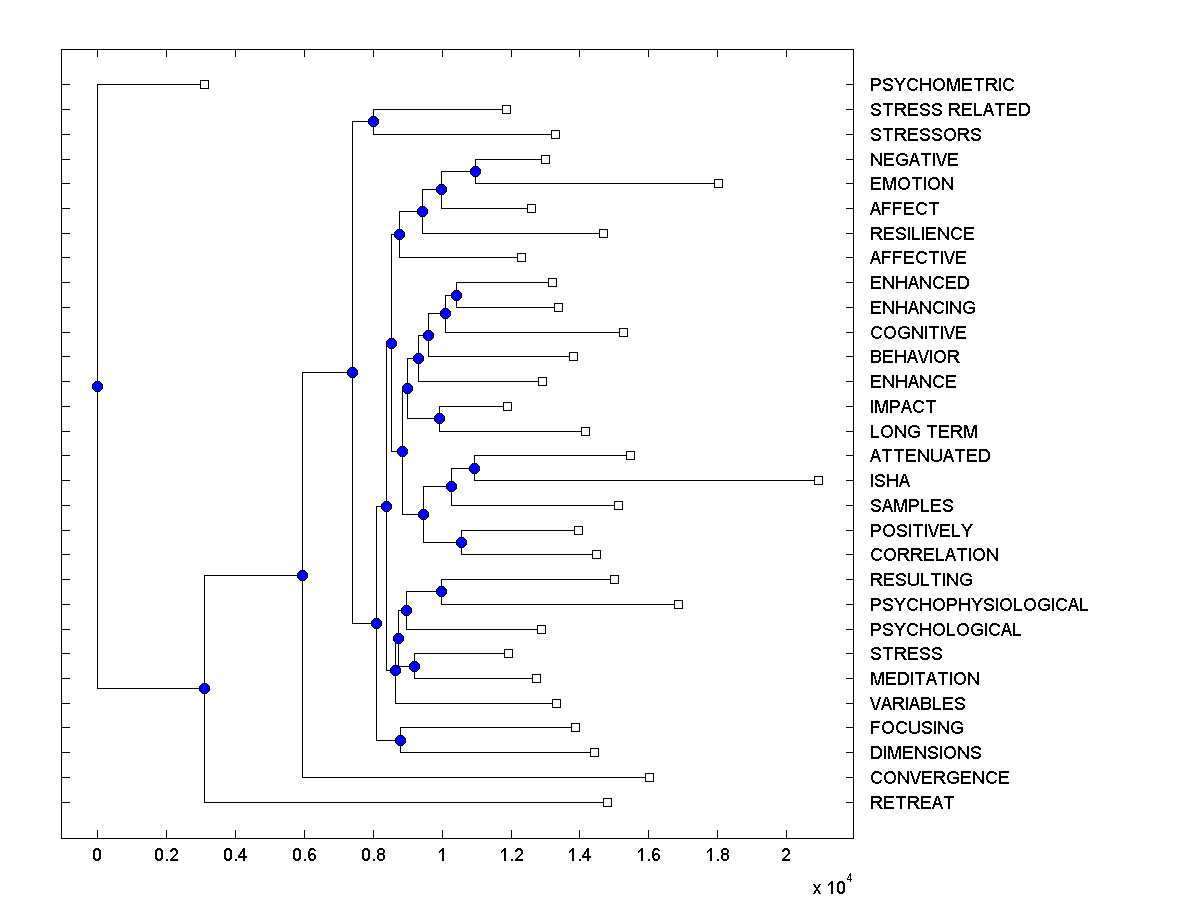 PSYCHOMETRIC
STRESS RELATED
STRESSORS
NEGATIVE
EMOTION
AFFECT
RESILIENCE
AFFECTIVE
ENHANCED
ENHANCING
COGNITIVE
BEHAVIOR
ENHANCE
IMPACT
LONG TERM
ATTENUATED
ISHA
SAMPLES
POSITIVELY
CORRELATION
RESULTING
PSYCHOPHYSIOLOGICAL
PSYCHOLOGICAL
STRESS
MEDITATION
VARIABLES
FOCUSING
DIMENSIONS
CONVERGENCE
RETREAT
0 0.2 0.4 0.6 0.8 1 1.2 1.4 1.6 1.8 2
x 10^4